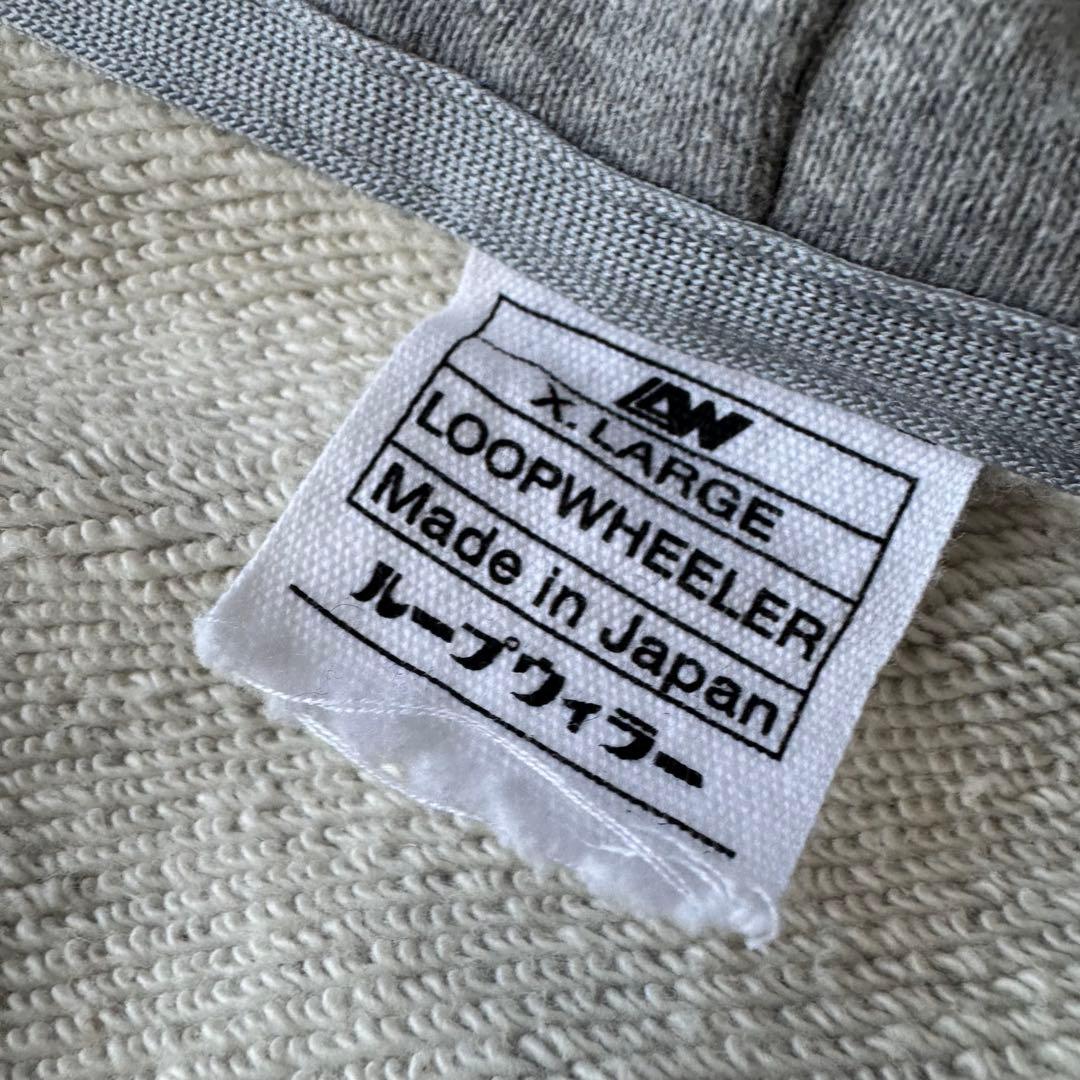 LW
X. LARGE
LOOPWHEELER
Made in Japan
ループウィラー